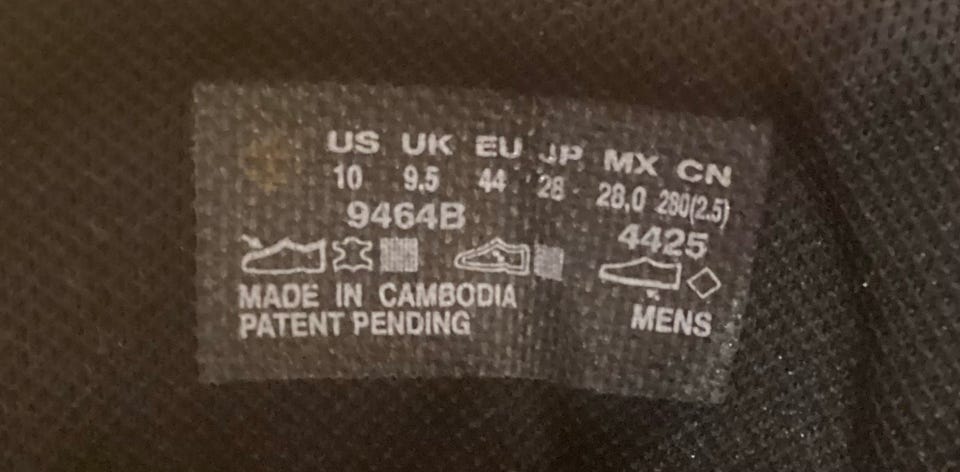 US UK EU JP MX CN
10 9.5 44 28 28.0 280(2.5)
9464B 4425
MADE IN CAMBODIA
PATENT PENDING MENS